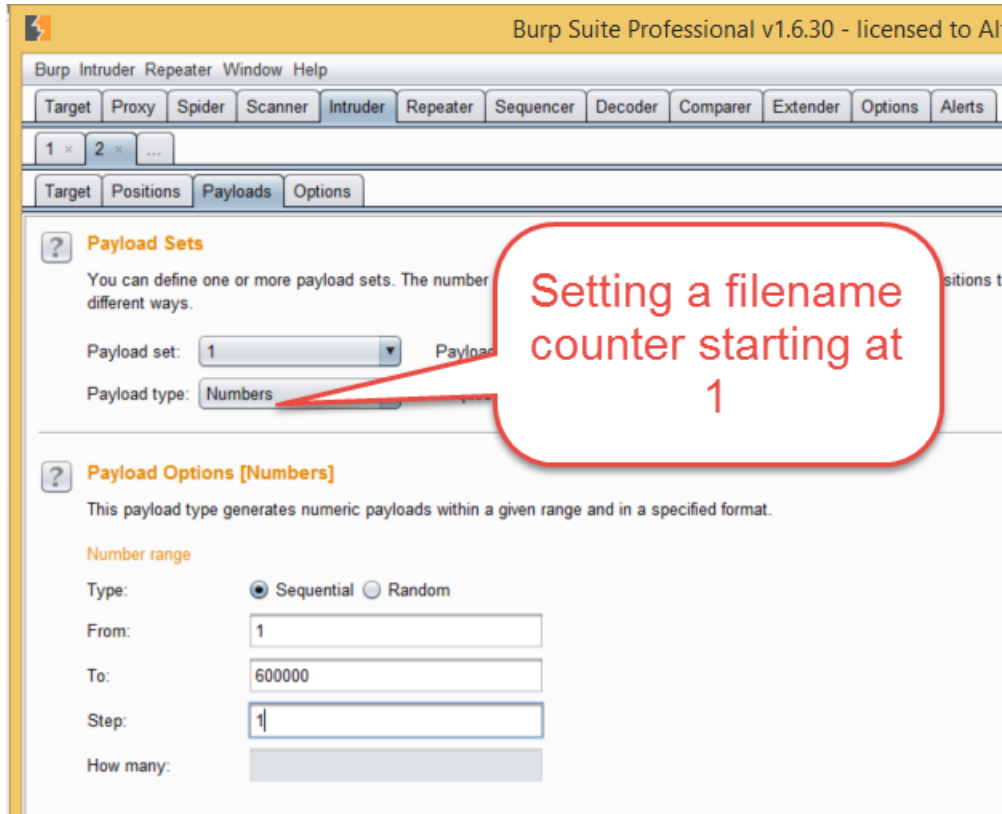 Burp Suite Professional v1.6.30 - licensed to Al
Burp Intruder Repeater Window Help
Target Proxy Spider Scanner Intruder Repeater Sequencer Decoder Comparer Extender Options Alerts
1 × 2 × ...
Target Positions Payloads Options
? Payload Sets
You can define one or more payload sets. The number sitions t
different ways.
Payload set: 1 Payloa
Payload type: Numbers
Setting a filename
counter starting at
1
? Payload Options [Numbers]
This payload type generates numeric payloads within a given range and in a specified format.
Number range
Type: Sequential Random
From: 1
To: 600000
Step: 1
How many: